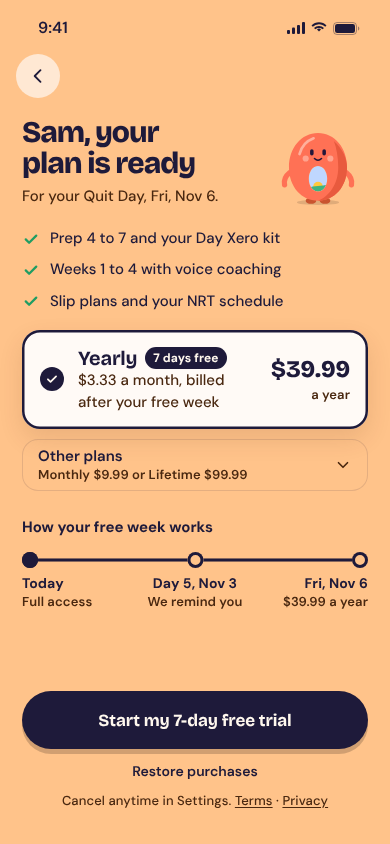 9:41
Sam, your
plan is ready
For your Quit Day, Fri, Nov 6.
Prep 4 to 7 and your Day Xero kit
Weeks 1 to 4 with voice coaching
Slip plans and your NRT schedule
Yearly 7 days free
$3.33 a month, billed
after your free week
$39.99
a year
Other plans
Monthly $9.99 or Lifetime $99.99
How your free week works
Today
Full access
Day 5, Nov 3
We remind you
Fri, Nov 6
$39.99 a year
Start my 7-day free trial
Restore purchases
Cancel anytime in Settings. Terms · Privacy